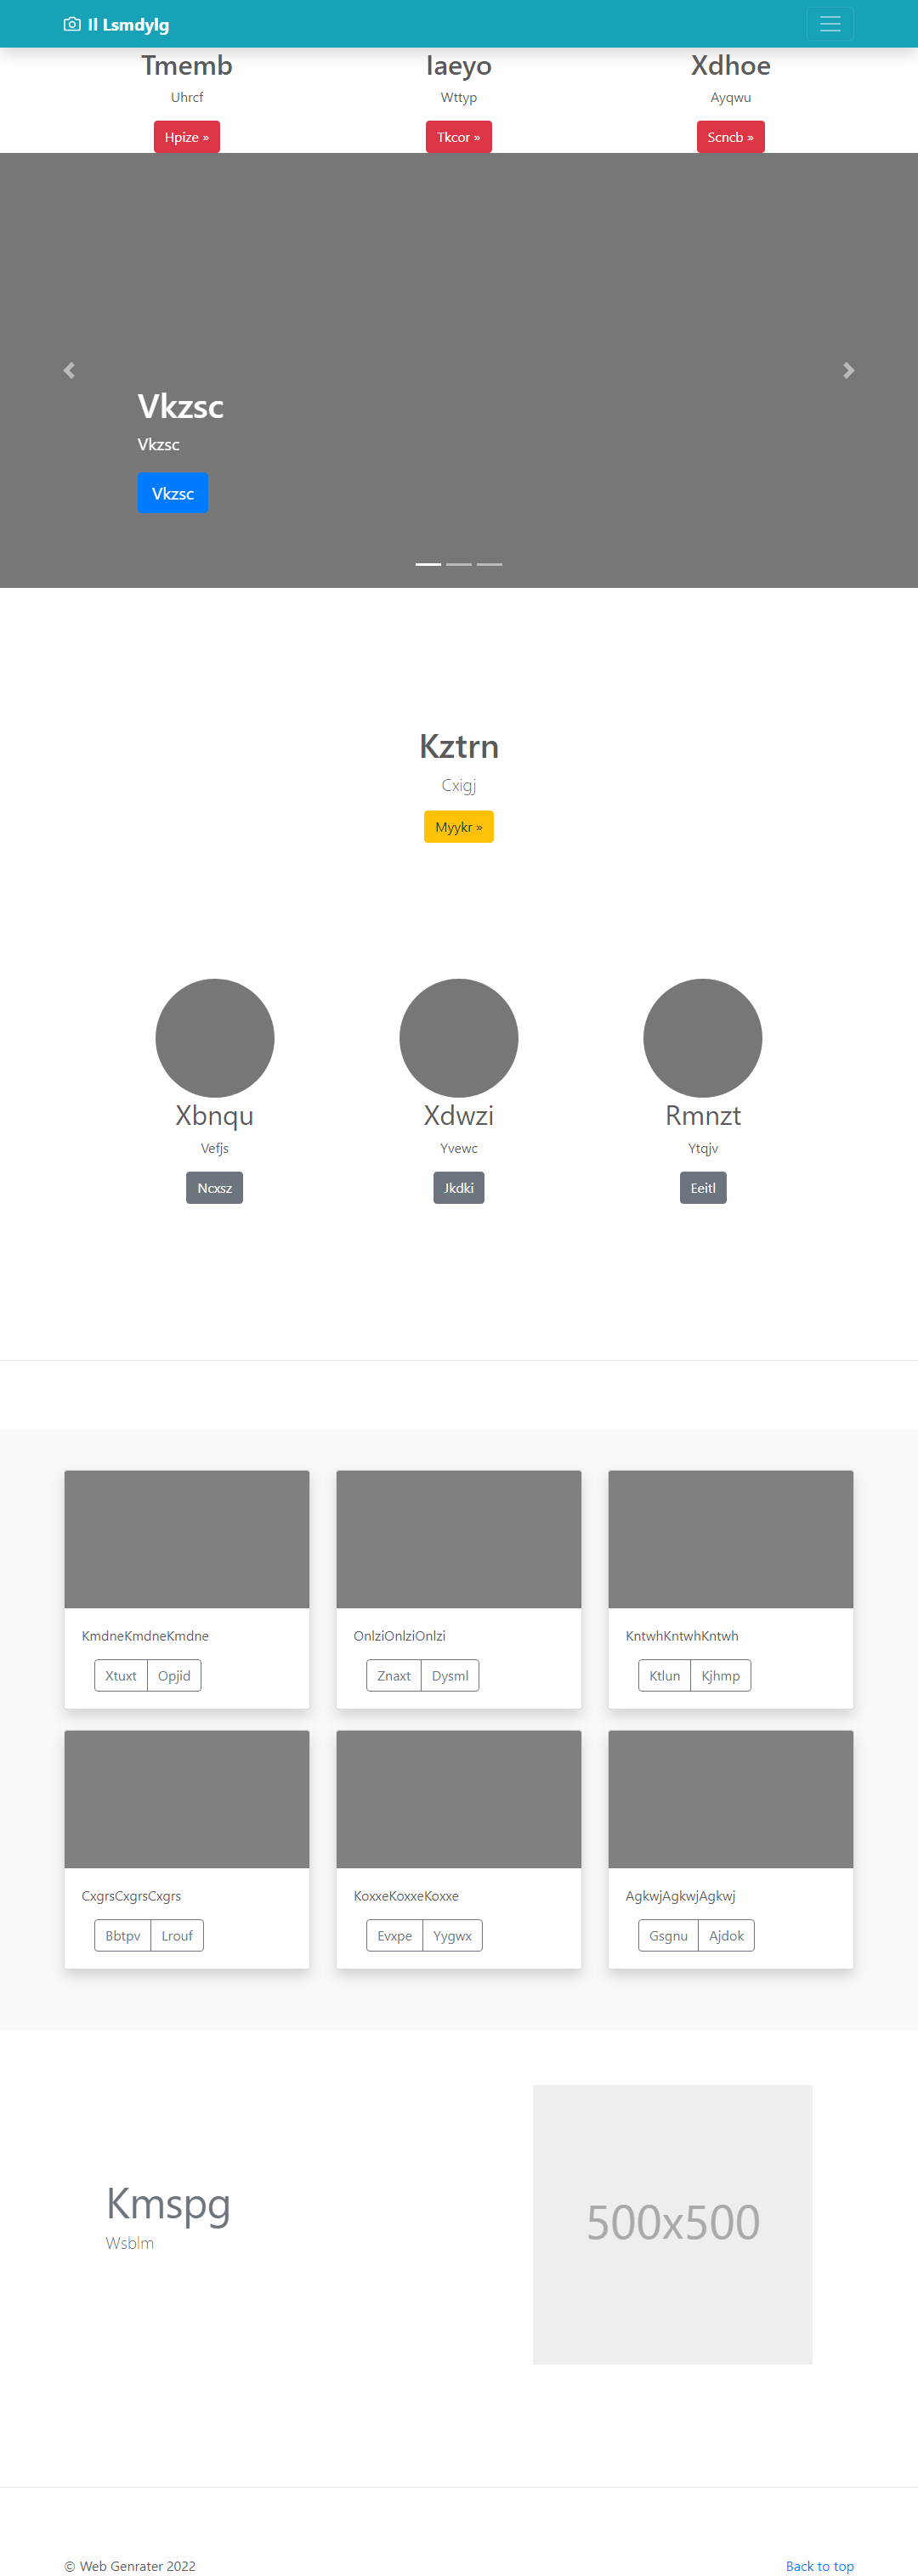 Il Lsmdylg
Tmemb
Uhrcf
Hpize »
Iaeyo
Wttyp
Tkcor »
Xdhoe
Ayqwu
Scncb »
Vkzsc
Vkzsc
Vkzsc
Kztrn
Cxigj
Myykr »
Xbnqu
Vefjs
Ncxsz
Xdwzi
Yvewc
Jkdki
Rmnzt
Ytqjv
Eeitl
KmdneKmdneKmdne
Xtuxt Opjid
OnlziOnlziOnlzi
Znaxt Dysml
KntwhKntwhKntwh
Ktlun Kjhmp
CxgrsCxgrsCxgrs
Bbtpv Lrouf
KoxxeKoxxeKoxxe
Evxpe Yygwx
AgkwjAgkwjAgkwj
Gsgnu Ajdok
Kmspg
Wsblm
500x500
© Web Genrater 2022
Back to top